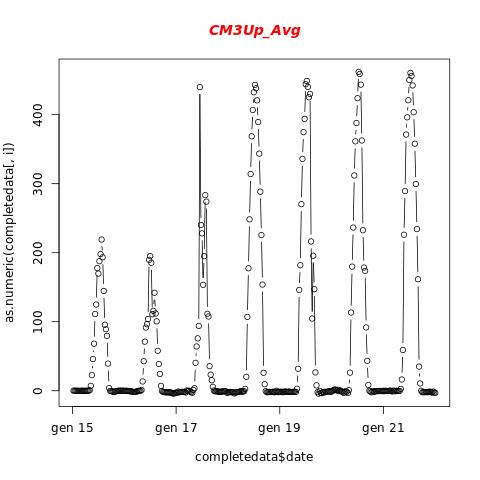 CM3Up_Avg
as.numeric(completedata[, i])
400
300
200
100
0
gen 15
gen 17
gen 19
gen 21
completedata$date